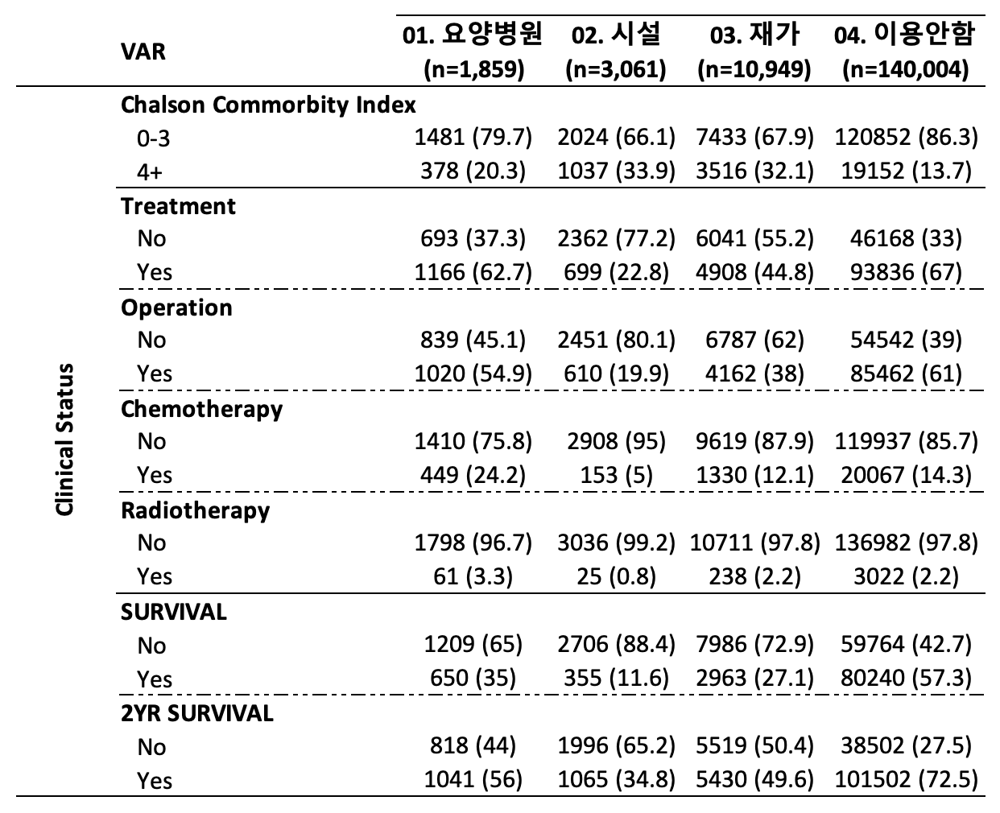 VAR 01. 요양병원 02. 시설 03. 재가 04. 이용안함
(n=1,859) (n=3,061) (n=10,949) (n=140,004)
Clinical Status
Chalson Commorbity Index
0-3 1481 (79.7) 2024 (66.1) 7433 (67.9) 120852 (86.3)
4+ 378 (20.3) 1037 (33.9) 3516 (32.1) 19152 (13.7)
Treatment
No 693 (37.3) 2362 (77.2) 6041 (55.2) 46168 (33)
Yes 1166 (62.7) 699 (22.8) 4908 (44.8) 93836 (67)
Operation
No 839 (45.1) 2451 (80.1) 6787 (62) 54542 (39)
Yes 1020 (54.9) 610 (19.9) 4162 (38) 85462 (61)
Chemotherapy
No 1410 (75.8) 2908 (95) 9619 (87.9) 119937 (85.7)
Yes 449 (24.2) 153 (5) 1330 (12.1) 20067 (14.3)
Radiotherapy
No 1798 (96.7) 3036 (99.2) 10711 (97.8) 136982 (97.8)
Yes 61 (3.3) 25 (0.8) 238 (2.2) 3022 (2.2)
SURVIVAL
No 1209 (65) 2706 (88.4) 7986 (72.9) 59764 (42.7)
Yes 650 (35) 355 (11.6) 2963 (27.1) 80240 (57.3)
2YR SURVIVAL
No 818 (44) 1996 (65.2) 5519 (50.4) 38502 (27.5)
Yes 1041 (56) 1065 (34.8) 5430 (49.6) 101502 (72.5)